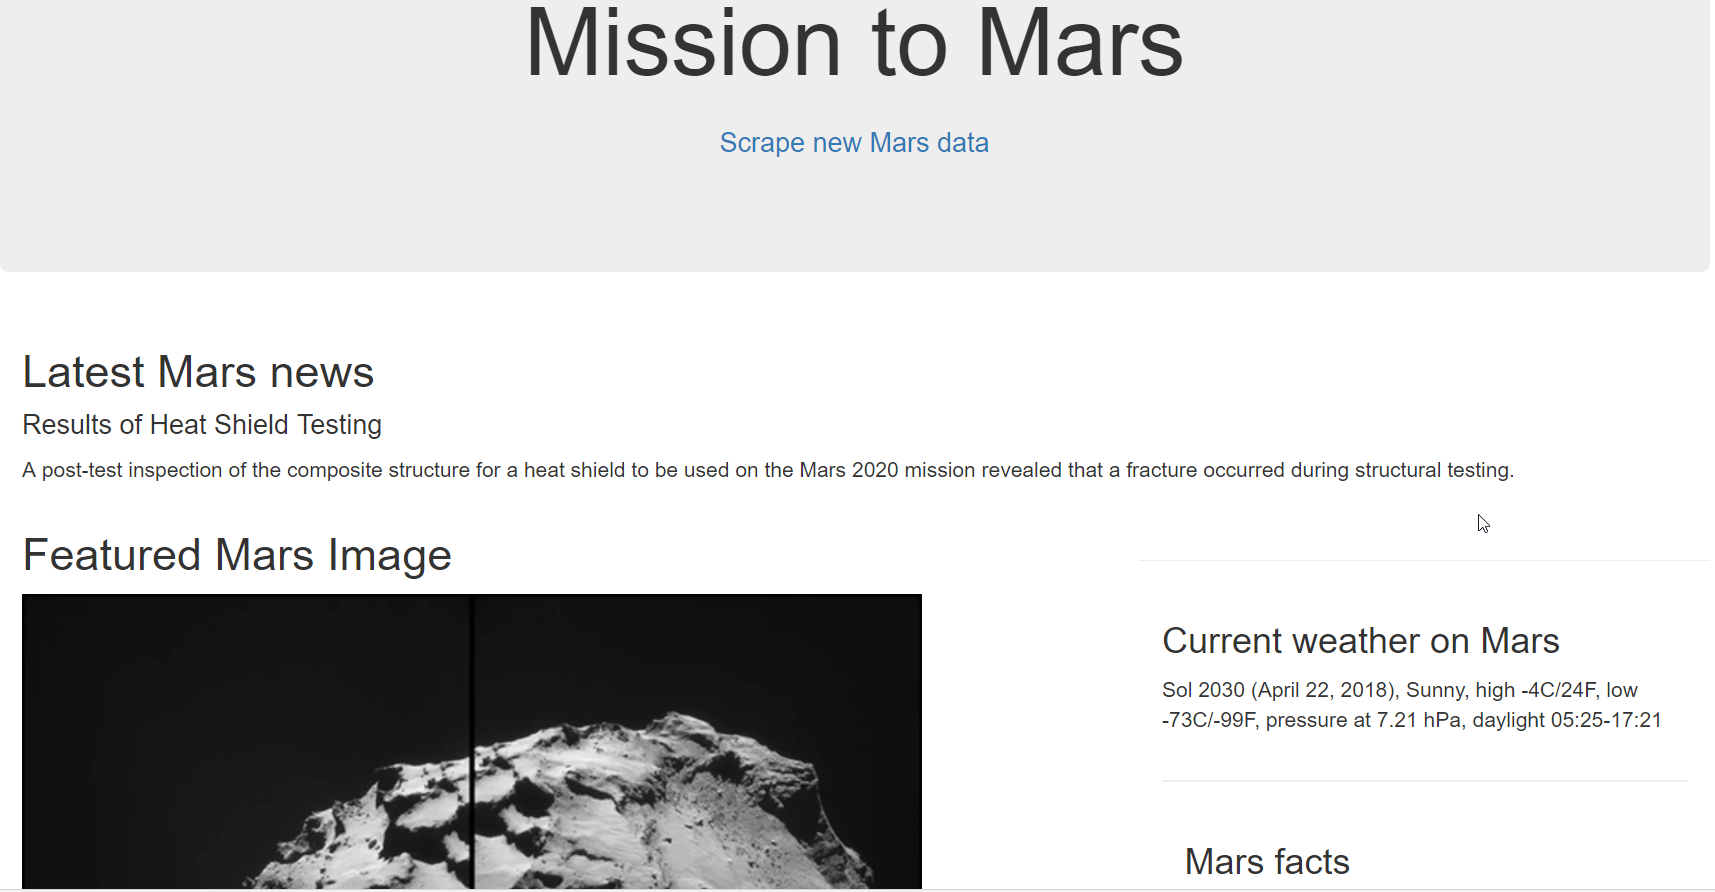 Mission to Mars
Scrape new Mars data
Latest Mars news
Results of Heat Shield Testing
A post-test inspection of the composite structure for a heat shield to be used on the Mars 2020 mission revealed that a fracture occurred during structural testing.
Featured Mars Image
Current weather on Mars
Sol 2030 (April 22, 2018), Sunny, high -4C/24F, low
-73C/-99F, pressure at 7.21 hPa, daylight 05:25-17:21
Mars facts